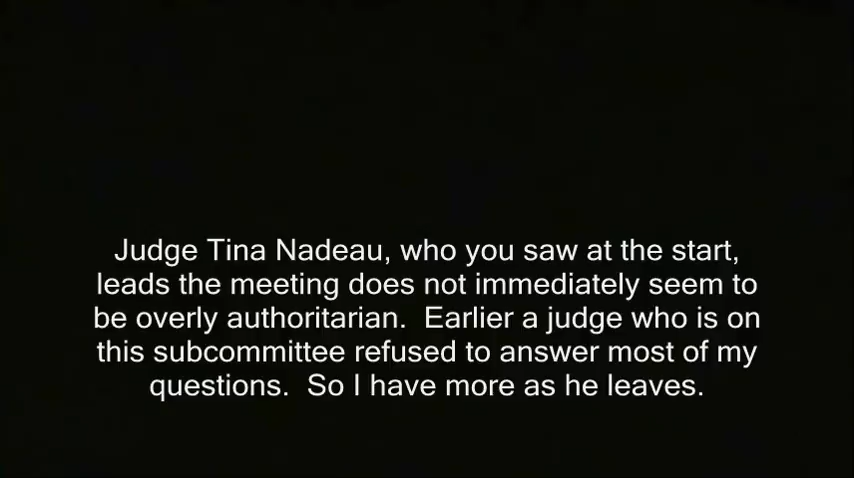 Judge Tina Nadeau, who you saw at the start,
leads the meeting does not immediately seem to
be overly authoritarian.  Earlier a judge who is on
this subcommittee refused to answer most of my
questions.  So I have more as he leaves.